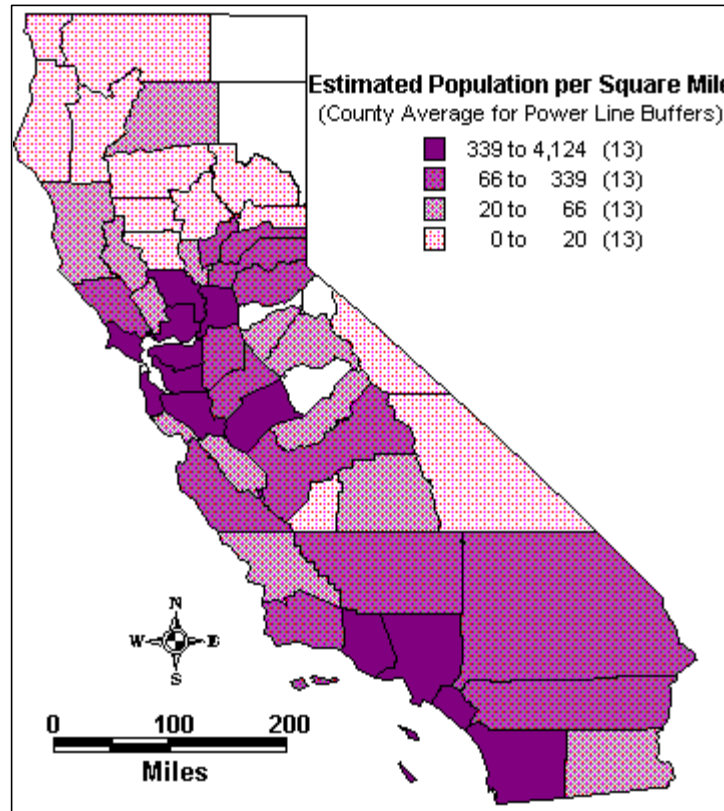 Estimated Population per Square Mil
(County Average for Power Line Buffers)
339 to 4,124 (13)
66 to 339 (13)
20 to 66 (13)
0 to 20 (13)
N
W E
S
0 100 200
Miles